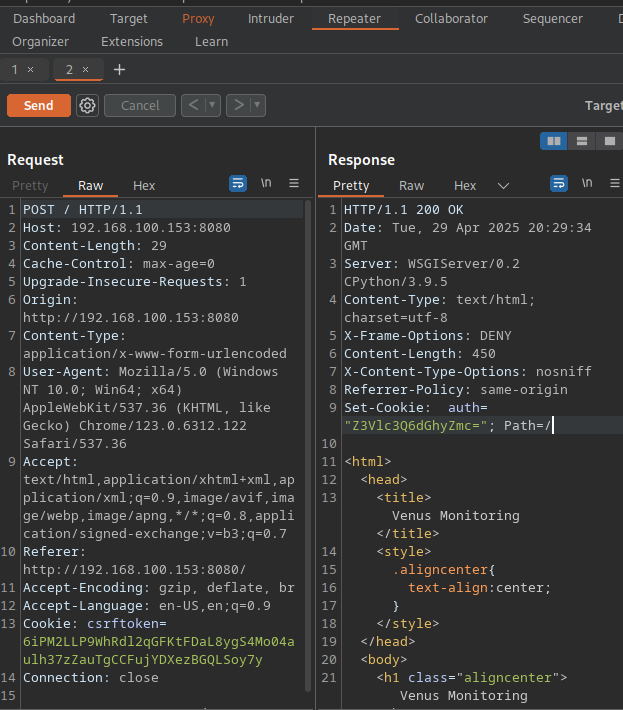 Dashboard Target Proxy Intruder Repeater Collaborator Sequencer
Organizer Extensions Learn
1 × 2 × +
Send Cancel < > Target
Request
Pretty Raw Hex \n
1 POST / HTTP/1.1
2 Host: 192.168.100.153:8080
3 Content-Length: 29
4 Cache-Control: max-age=0
5 Upgrade-Insecure-Requests: 1
6 Origin:
http://192.168.100.153:8080
7 Content-Type:
application/x-www-form-urlencoded
8 User-Agent: Mozilla/5.0 (Windows
NT 10.0; Win64; x64)
AppleWebKit/537.36 (KHTML, like
Gecko) Chrome/123.0.6312.122
Safari/537.36
9 Accept:
text/html,application/xhtml+xml,ap
plication/xml;q=0.9,image/avif,ima
ge/webp,image/apng,*/*;q=0.8,appli
cation/signed-exchange;v=b3;q=0.7
10 Referer:
http://192.168.100.153:8080/
11 Accept-Encoding: gzip, deflate, br
12 Accept-Language: en-US,en;q=0.9
13 Cookie: csrftoken=
6iPM2LLP9WhRdl2qGFKtFDaL8ygS4Mo04a
ulh37zZauTgCCFujYDXezBGQLSoy7y
14 Connection: close
15
Response
Pretty Raw Hex \n
1 HTTP/1.1 200 OK
2 Date: Tue, 29 Apr 2025 20:29:34
GMT
3 Server: WSGIServer/0.2
CPython/3.9.5
4 Content-Type: text/html;
charset=utf-8
5 X-Frame-Options: DENY
6 Content-Length: 450
7 X-Content-Type-Options: nosniff
8 Referrer-Policy: same-origin
9 Set-Cookie:  auth=
"Z3Vlc3Q6dGhyZmc="; Path=/
10
11 <html>
12 <head>
13 <title>
Venus Monitoring
</title>
14 <style>
15 .aligncenter{
16 text-align:center;
17 }
18 </style>
19 </head>
20 <body>
21 <h1 class="aligncenter">
Venus Monitoring